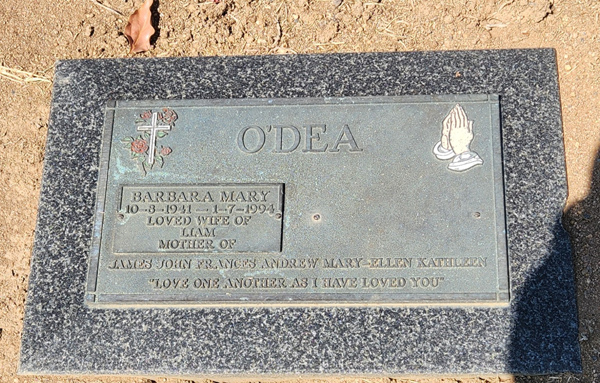 O'DEA
BARBARA MARY
10-8-1941 — 1-7-1994
LOVED WIFE OF
LIAM
MOTHER OF
JAMES JOHN FRANCES ANDREW MARY-ELLEN KATHLEEN
"LOVE ONE ANOTHER AS I HAVE LOVED YOU"